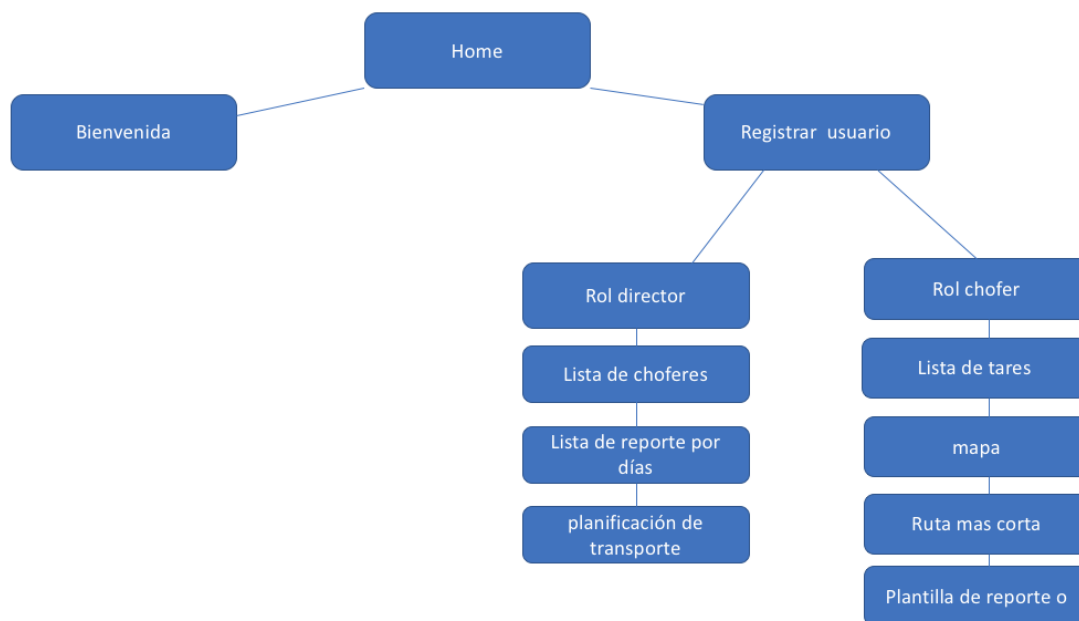 Home
Bienvenida
Registrar usuario
Rol director
Lista de choferes
Lista de reporte por
días
planificación de
transporte
Rol chofer
Lista de tares
mapa
Ruta mas corta
Plantilla de reporte o